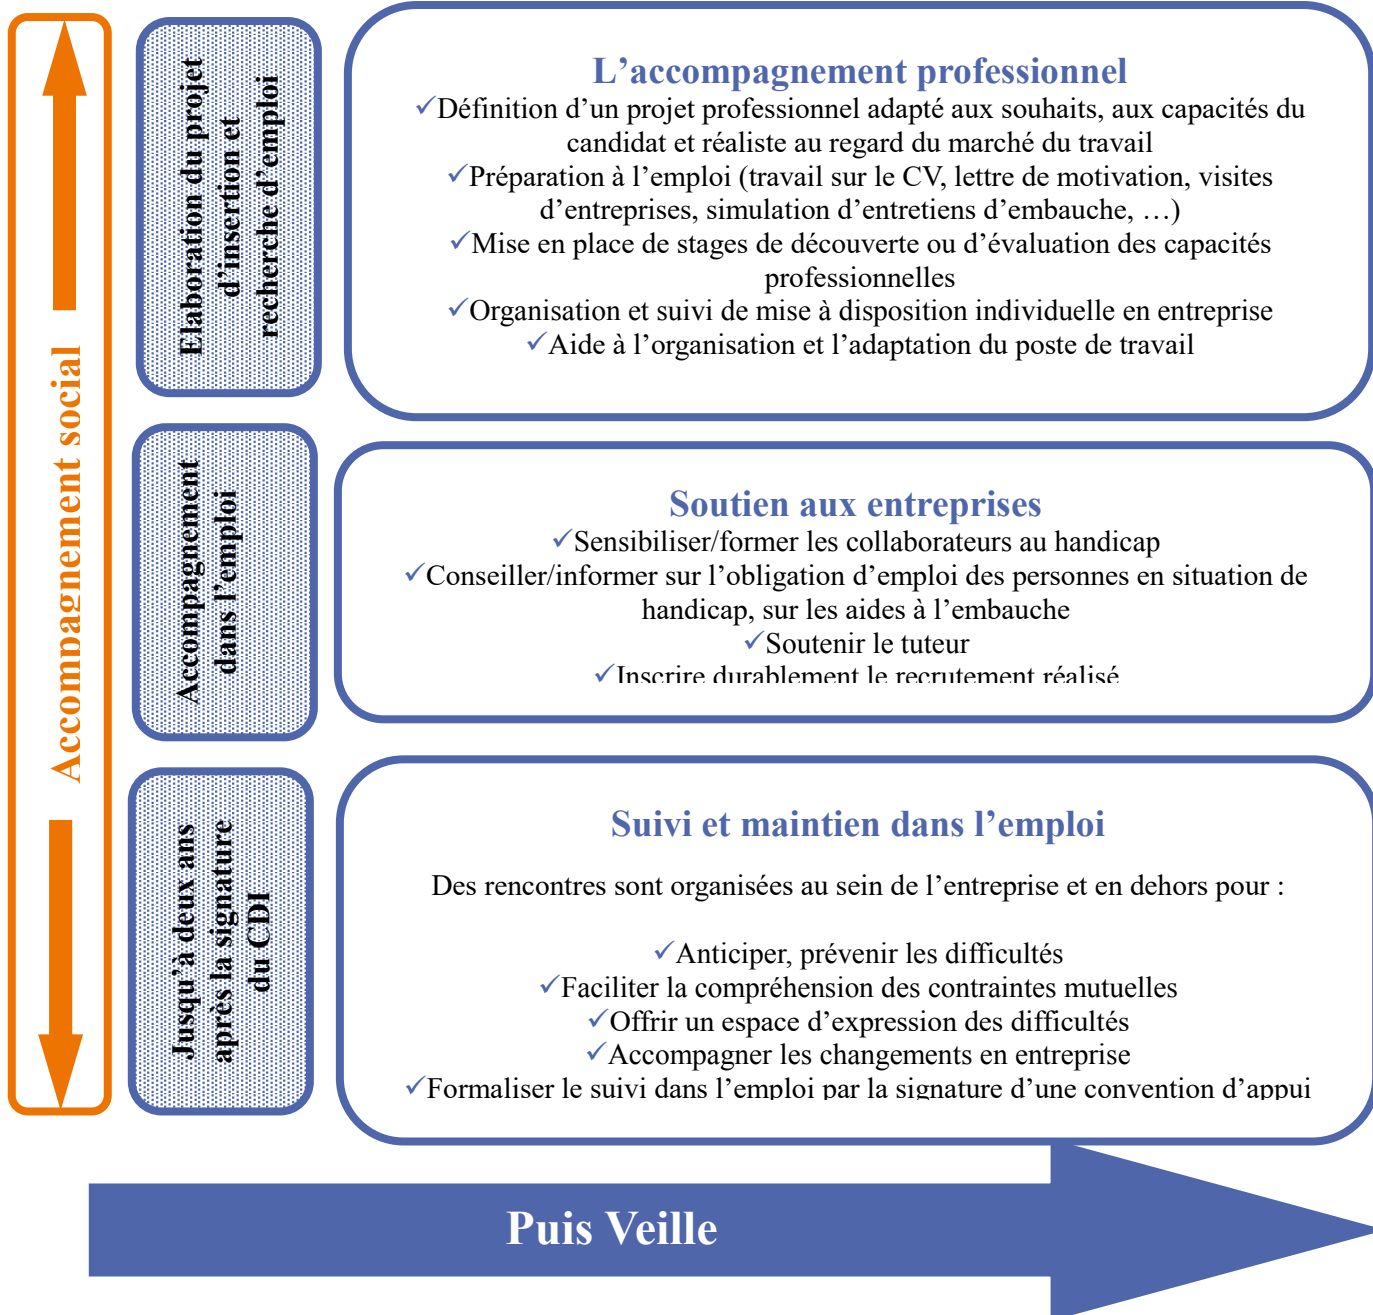 Accompagnement social
Elaboration du projet
d’insertion et
recherche d’emploi
L’accompagnement professionnel
✓Définition d’un projet professionnel adapté aux souhaits, aux capacités du
candidat et réaliste au regard du marché du travail
✓Préparation à l’emploi (travail sur le CV, lettre de motivation, visites
d’entreprises, simulation d’entretiens d’embauche, …)
✓Mise en place de stages de découverte ou d’évaluation des capacités
professionnelles
✓Organisation et suivi de mise à disposition individuelle en entreprise
✓Aide à l’organisation et l’adaptation du poste de travail
Accompagnement
dans l’emploi
Soutien aux entreprises
✓Sensibiliser/former les collaborateurs au handicap
✓Conseiller/informer sur l’obligation d’emploi des personnes en situation de
handicap, sur les aides à l’embauche
✓Soutenir le tuteur
✓Inscrire durablement le recrutement réalisé
Jusqu’à deux ans
après la signature
du CDI
Suivi et maintien dans l’emploi
Des rencontres sont organisées au sein de l’entreprise et en dehors pour :
✓Anticiper, prévenir les difficultés
✓Faciliter la compréhension des contraintes mutuelles
✓Offrir un espace d’expression des difficultés
✓Accompagner les changements en entreprise
✓Formaliser le suivi dans l’emploi par la signature d’une convention d’appui
Puis Veille